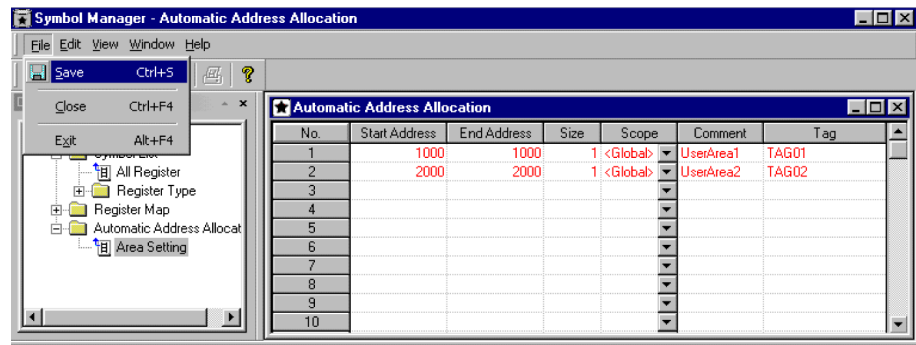 Symbol Manager - Automatic Address Allocation
File Edit View Window Help
Save Ctrl+S
Close Ctrl+F4
Exit Alt+F4
All Register
Register Type
Register Map
Automatic Address Allocat
Area Setting
Automatic Address Allocation
No. Start Address End Address Size Scope Comment Tag
1 1000 1000 1 <Global> UserArea1 TAG01
2 2000 2000 1 <Global> UserArea2 TAG02
3
4
5
6
7
8
9
10